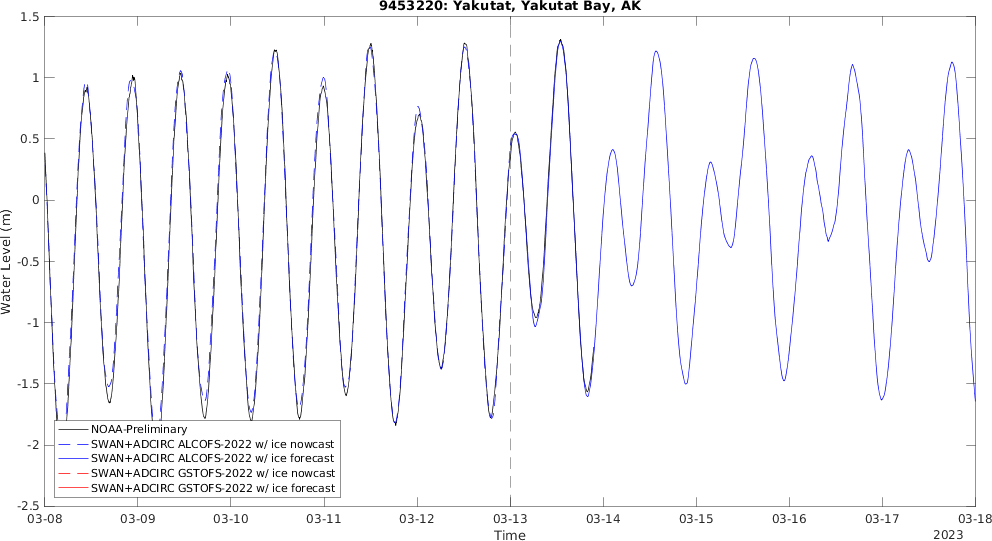 9453220: Yakutat, Yakutat Bay, AK
Water Level (m)
1.5
1
0.5
0
-0.5
-1
-1.5
-2
-2.5
NOAA-Preliminary
SWAN+ADCIRC ALCOFS-2022 w/ ice nowcast
SWAN+ADCIRC ALCOFS-2022 w/ ice forecast
SWAN+ADCIRC GSTOFS-2022 w/ ice nowcast
SWAN+ADCIRC GSTOFS-2022 w/ ice forecast
03-08 03-09 03-10 03-11 03-12 03-13 03-14 03-15 03-16 03-17 03-18
Time
2023